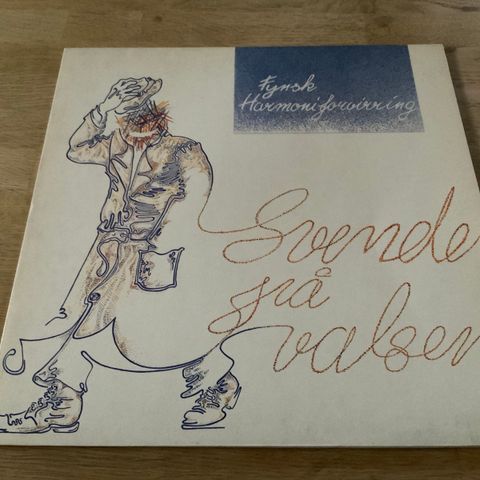 Fynsk
Harmoniforvirring
Svende
på
valsen